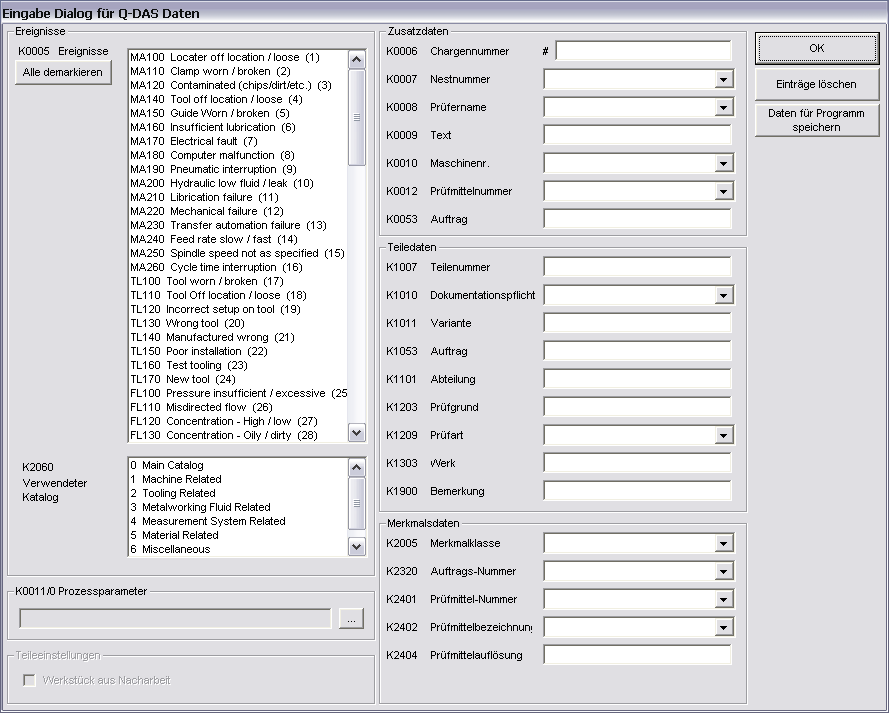 Eingabe Dialog für Q-DAS Daten
Ereignisse
K0005 Ereignisse
Alle demarkieren
MA100 Locater off location / loose (1)
MA110 Clamp worn / broken (2)
MA120 Contaminated (chips/dirt/etc.) (3)
MA140 Tool off location / loose (4)
MA150 Guide Worn / broken (5)
MA160 Insufficient lubrication (6)
MA170 Electrical fault (7)
MA180 Computer malfunction (8)
MA190 Pneumatic interruption (9)
MA200 Hydraulic low fluid / leak (10)
MA210 Librication failure (11)
MA220 Mechanical failure (12)
MA230 Transfer automation failure (13)
MA240 Feed rate slow / fast (14)
MA250 Spindle speed not as specified (15)
MA260 Cycle time interruption (16)
TL100 Tool worn / broken (17)
TL110 Tool Off location / loose (18)
TL120 Incorrect setup on tool (19)
TL130 Wrong tool (20)
TL140 Manufactured wrong (21)
TL150 Poor installation (22)
TL160 Test tooling (23)
TL170 New tool (24)
FL100 Pressure insufficient / excessive (25
FL110 Misdirected flow (26)
FL120 Concentration - High / low (27)
FL130 Concentration - Oily / dirty (28)
K2060
Verwendeter
Katalog
0 Main Catalog
1 Machine Related
2 Tooling Related
3 Metalworking Fluid Related
4 Measurement System Related
5 Material Related
6 Miscellaneous
K0011/0 Prozessparameter
...
Teileeinstellungen
Werkstück aus Nacharbeit
Zusatzdaten
K0006 Chargennummer #
K0007 Nestnummer
K0008 Prüfername
K0009 Text
K0010 Maschinenr.
K0012 Prüfmittelnummer
K0053 Auftrag
Teiledaten
K1007 Teilenummer
K1010 Dokumentationspflicht
K1011 Variante
K1053 Auftrag
K1101 Abteilung
K1203 Prüfgrund
K1209 Prüfart
K1303 Werk
K1900 Bemerkung
Merkmalsdaten
K2005 Merkmalklasse
K2320 Auftrags-Nummer
K2401 Prüfmittel-Nummer
K2402 Prüfmittelbezeichnung
K2404 Prüfmittelauflösung
OK
Einträge löschen
Daten für Programm
speichern